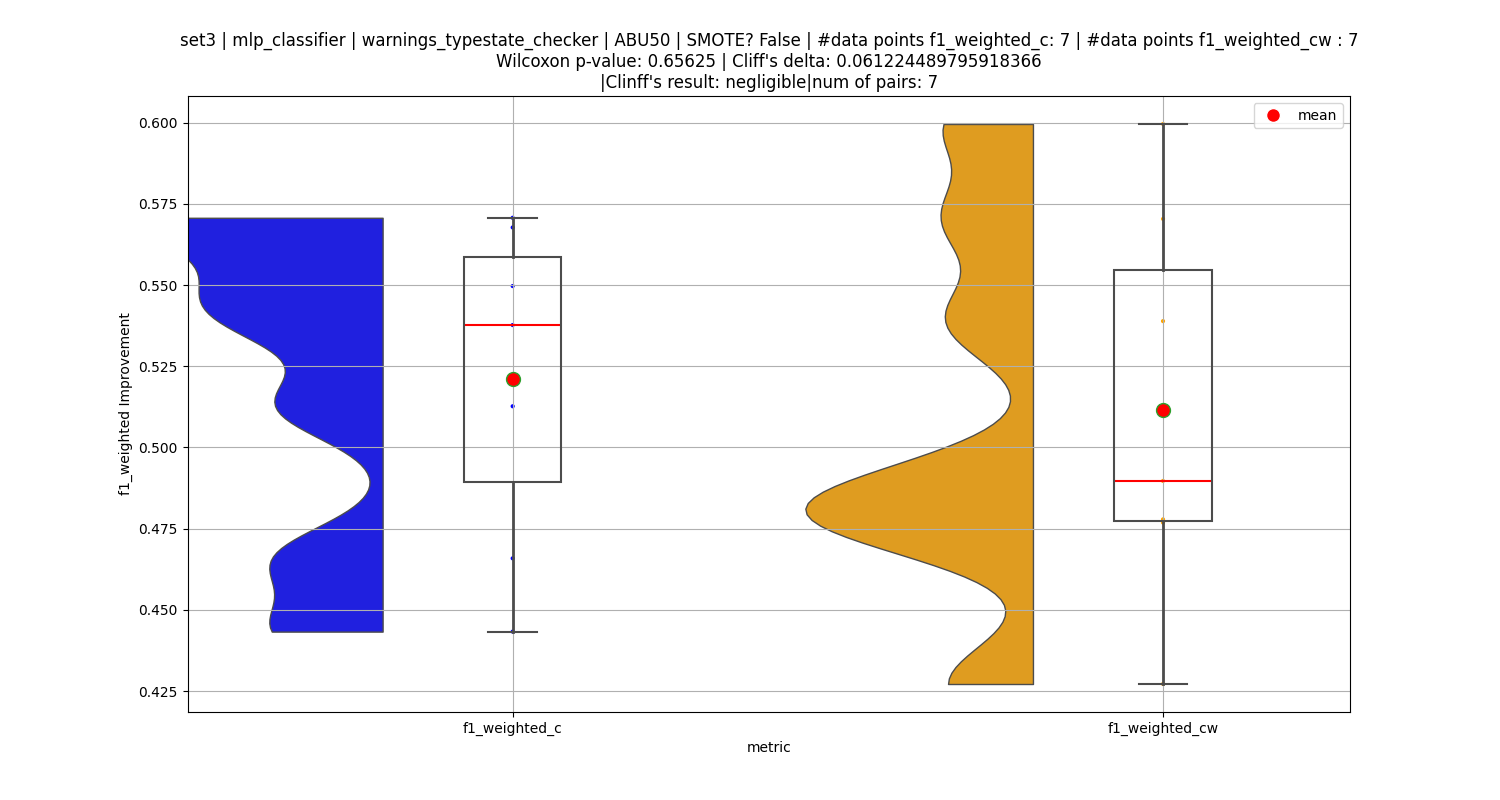 set3 | mlp_classifier | warnings_typestate_checker | ABU50 | SMOTE? False | #data points f1_weighted_c: 7 | #data points f1_weighted_cw : 7
Wilcoxon p-value: 0.65625 | Cliff's delta: 0.061224489795918366
|Clinff's result: negligible|num of pairs: 7
mean
0.600
0.575
0.550
0.525
0.500
0.475
0.450
0.425
f1_weighted Improvement
f1_weighted_c
f1_weighted_cw
metric